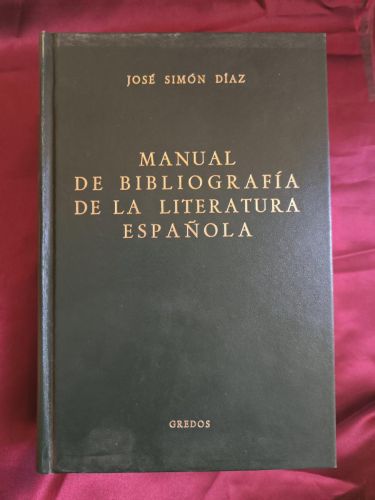 JOSÉ SIMÓN DÍAZ
MANUAL
DE BIBLIOGRAFÍA
DE LA LITERATURA
ESPAÑOLA
GREDOS